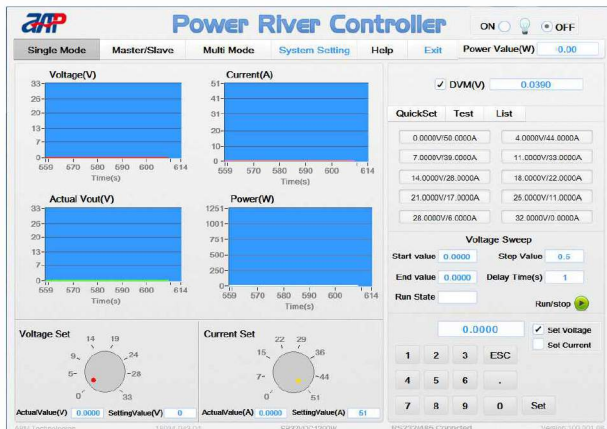 Power River Controller
ON OFF
Single Mode Master/Slave Multi Mode System Setting Help Exit Power Value(W) 0.00
Voltage(V)
33
26
20
13
7
0
559 570 580 590 600 614
Time(s)
Current(A)
51
41
31
20
10
0
559 570 580 590 600 614
Time(s)
DVM(V) 0.0390
QuickSet Test List
0.0000V/50.0000A 4.0000V/44.0000A
7.0000V/39.0000A 11.0000V/33.0000A
14.0000V/28.0000A 18.0000V/22.0000A
21.0000V/17.0000A 25.0000V/11.0000A
28.0000V/6.0000A 32.0000V/0.0000A
Actual Vout(V)
33
26
20
13
7
0
559 570 580 590 600 614
Time(s)
Power(W)
1251
1001
751
500
250
0
559 570 580 590 600 614
Time(s)
Voltage Sweep
Start value 0.0000 Step Value 0.5
End value 0.0000 Delay Time(s) 1
Run State Run/stop
Voltage Set
0 5 9 14 19 24 28 33
ActualValue(V) 0.0000 SettingValue(V) 0
Current Set
0 7 15 22 29 36 44 51
ActualValue(A) 0.0000 SettingValue(A) 51
0.0000 Set Voltage
Set Current
1 2 3 ESC
4 5 6 .
7 8 9 0 Set